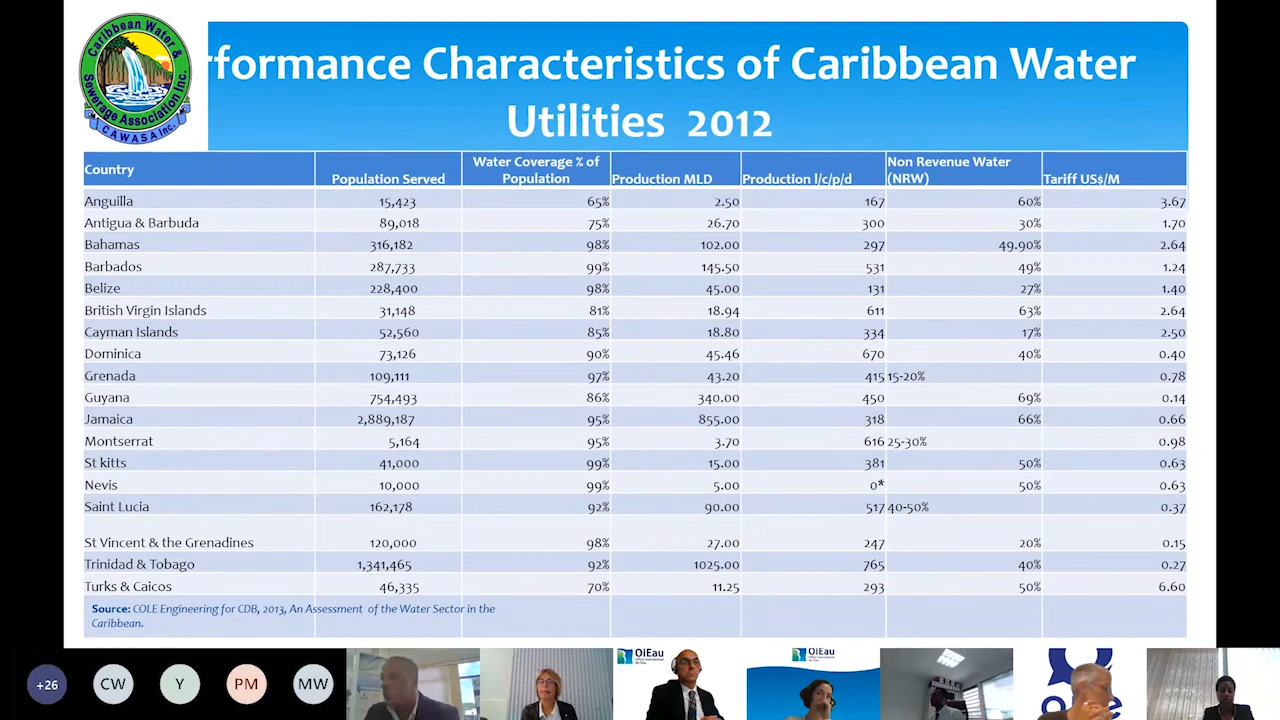 Caribbean Water &
Sewerage Association Inc.
CAWASA Inc.
rformance Characteristics of Caribbean Water
Utilities 2012
Country Population Served Water Coverage % of Population Production MLD Production l/c/p/d Non Revenue Water (NRW) Tariff US$/M
Anguilla 15,423 65% 2.50 167 60% 3.67
Antigua & Barbuda 89,018 75% 26.70 300 30% 1.70
Bahamas 316,182 98% 102.00 297 49.90% 2.64
Barbados 287,733 99% 145.50 531 49% 1.24
Belize 228,400 98% 45.00 131 27% 1.40
British Virgin Islands 31,148 81% 18.94 611 63% 2.64
Cayman Islands 52,560 85% 18.80 334 17% 2.50
Dominica 73,126 90% 45.46 670 40% 0.40
Grenada 109,111 97% 43.20 415 15-20% 0.78
Guyana 754,493 86% 340.00 450 69% 0.14
Jamaica 2,889,187 95% 855.00 318 66% 0.66
Montserrat 5,164 95% 3.70 616 25-30% 0.98
St kitts 41,000 99% 15.00 381 50% 0.63
Nevis 10,000 99% 5.00 0* 50% 0.63
Saint Lucia 162,178 92% 90.00 517 40-50% 0.37
St Vincent & the Grenadines 120,000 98% 27.00 247 20% 0.15
Trinidad & Tobago 1,341,465 92% 1025.00 765 40% 0.27
Turks & Caicos 46,335 70% 11.25 293 50% 6.60
Source: COLE Engineering for CDB, 2013, An Assessment of the Water Sector in the
Caribbean.
+26 CW Y PM MW
OiEau
OiEau